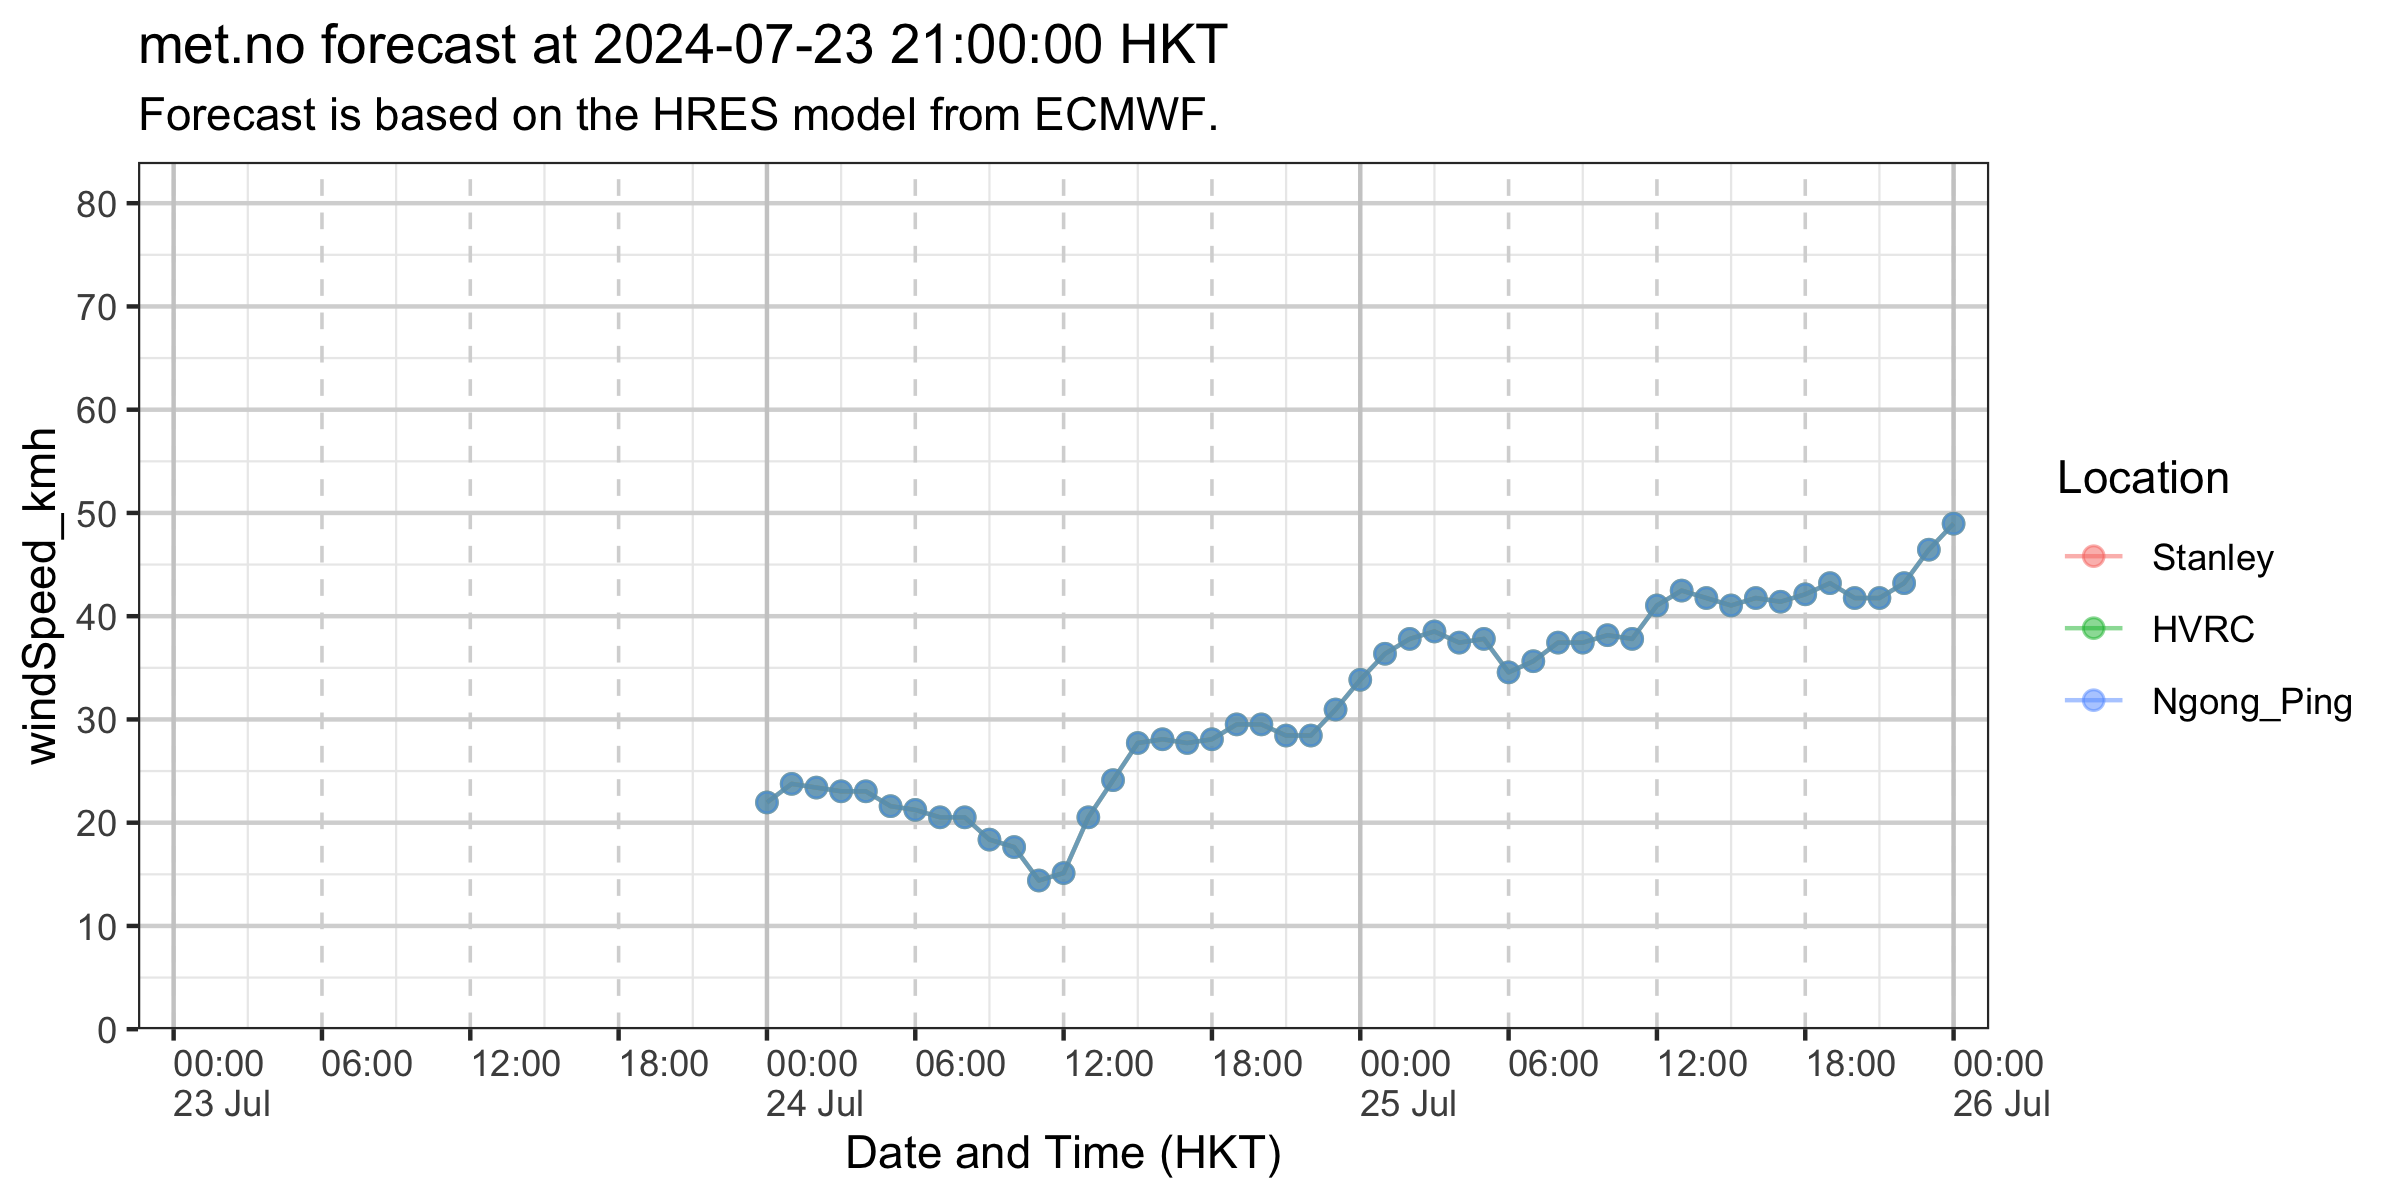 met.no forecast at 2024-07-23 21:00:00 HKT
Forecast is based on the HRES model from ECMWF.
windSpeed_kmh
80
70
60
50
40
30
20
10
0
00:00 06:00 12:00 18:00 00:00 06:00 12:00 18:00 00:00 06:00 12:00 18:00 00:00
23 Jul 24 Jul 25 Jul 26 Jul
Date and Time (HKT)
Location
Stanley
HVRC
Ngong_Ping